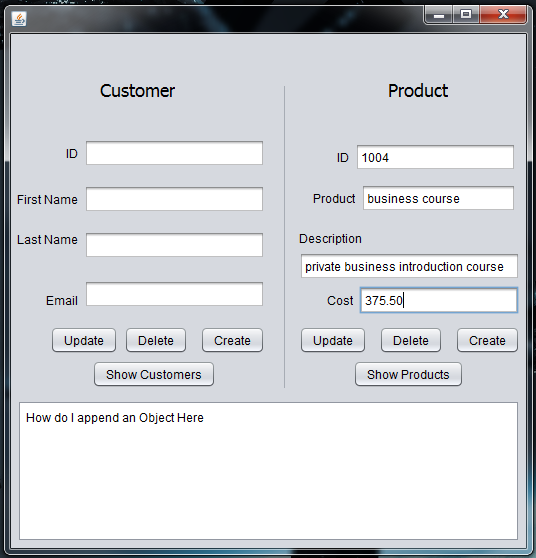 Customer
ID
First Name
Last Name
Email
Update Delete Create
Show Customers
Product
ID 1004
Product business course
Description
private business introduction course
Cost 375.50
Update Delete Create
Show Products
How do I append an Object Here